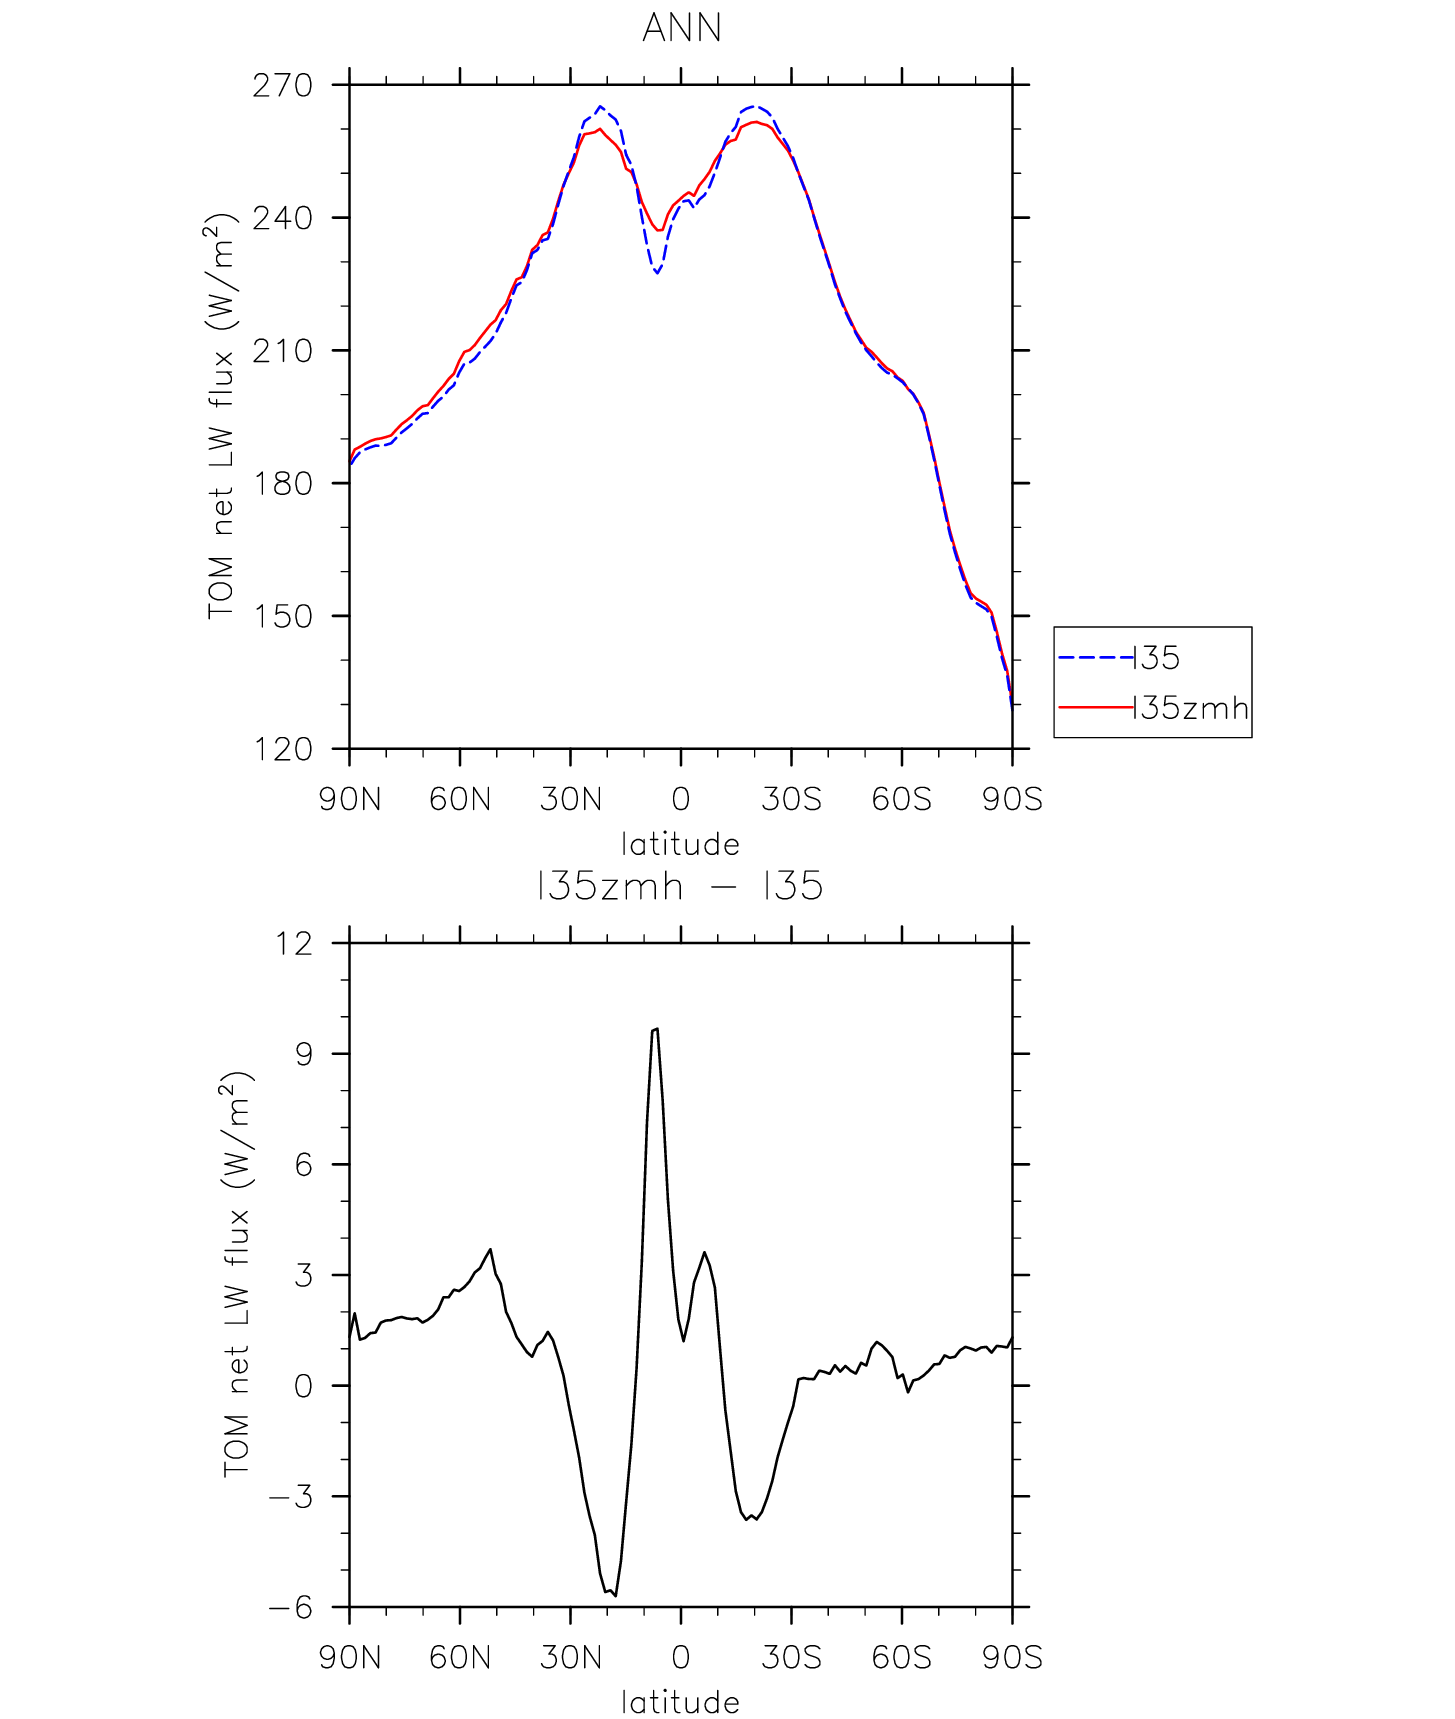 ANN
TOM net LW flux (W/m²)
270
240
210
180
150
120
90N 60N 30N 0 30S 60S 90S
latitude
I35
I35zmh
I35zmh – I35
TOM net LW flux (W/m²)
12
9
6
3
0
–3
–6
90N 60N 30N 0 30S 60S 90S
latitude